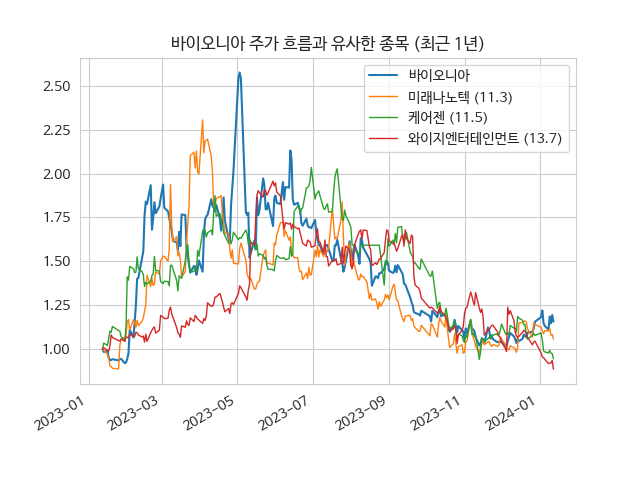 바이오니아 주가 흐름과 유사한 종목 (최근 1년)
바이오니아
미래나노텍 (11.3)
케어젠 (11.5)
와이지엔터테인먼트 (13.7)
2.50
2.25
2.00
1.75
1.50
1.25
1.00
2023-01
2023-03
2023-05
2023-07
2023-09
2023-11
2024-01